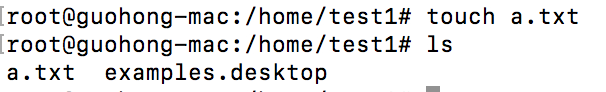 [root@guohong-mac:/home/test1# touch a.txt
[root@guohong-mac:/home/test1# ls
a.txt  examples.desktop